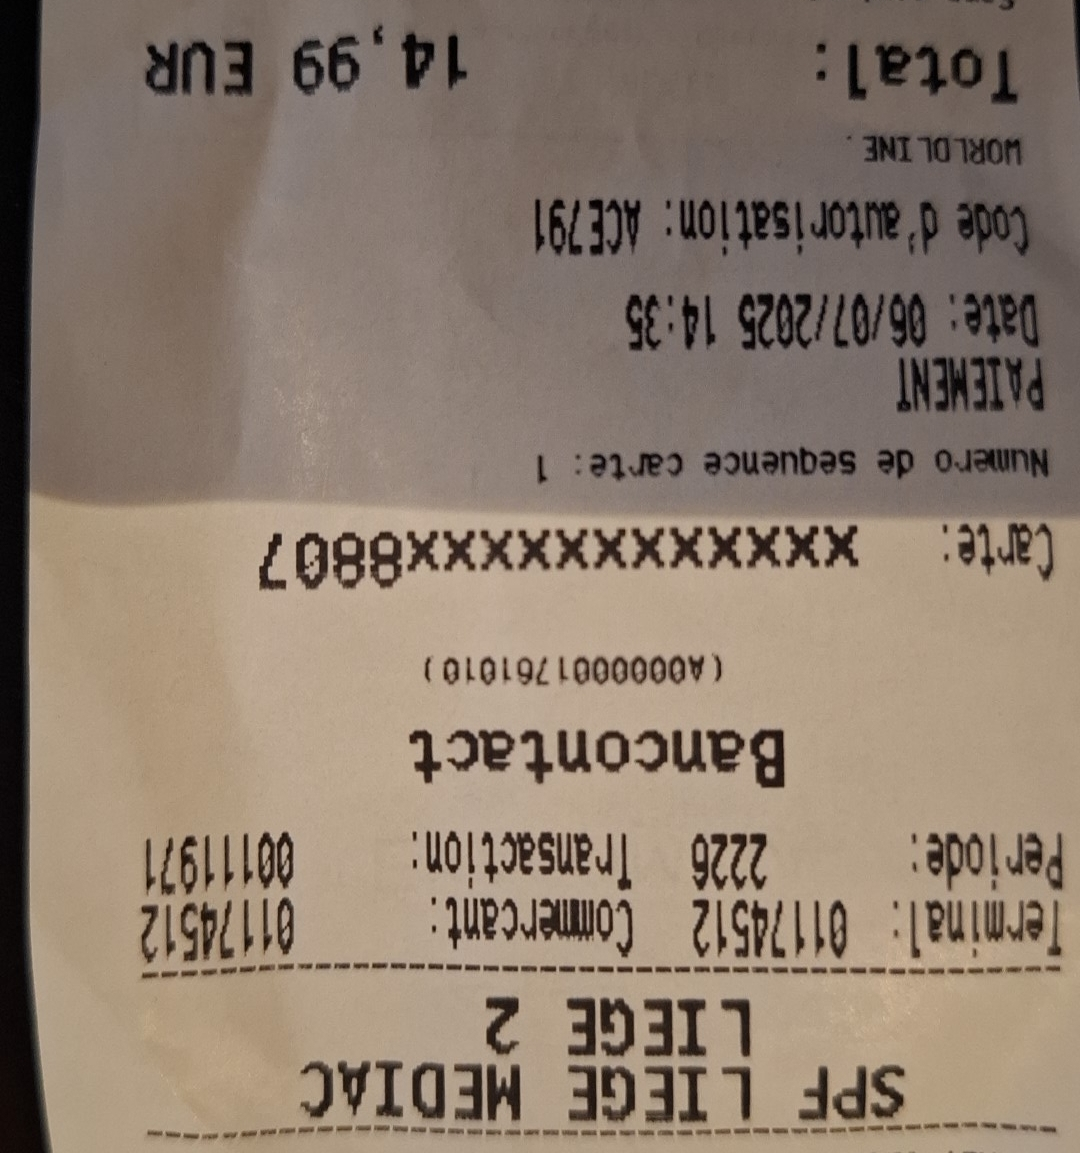 SPF LIEGE MEDIAC
LIEGE 2
Terminal: 01174512 Commercant: 01174512
Periode: 2226 Transaction: 00111971
Bancontact
(A0000001761010)
Carte: xxxxxxxxxxxxx8807
Numero de sequence carte: 1
PAIEMENT
Date: 06/07/2025 14:35
Code d'autorisation: ACE791
WORLDLINE.
Total: 14,99 EUR